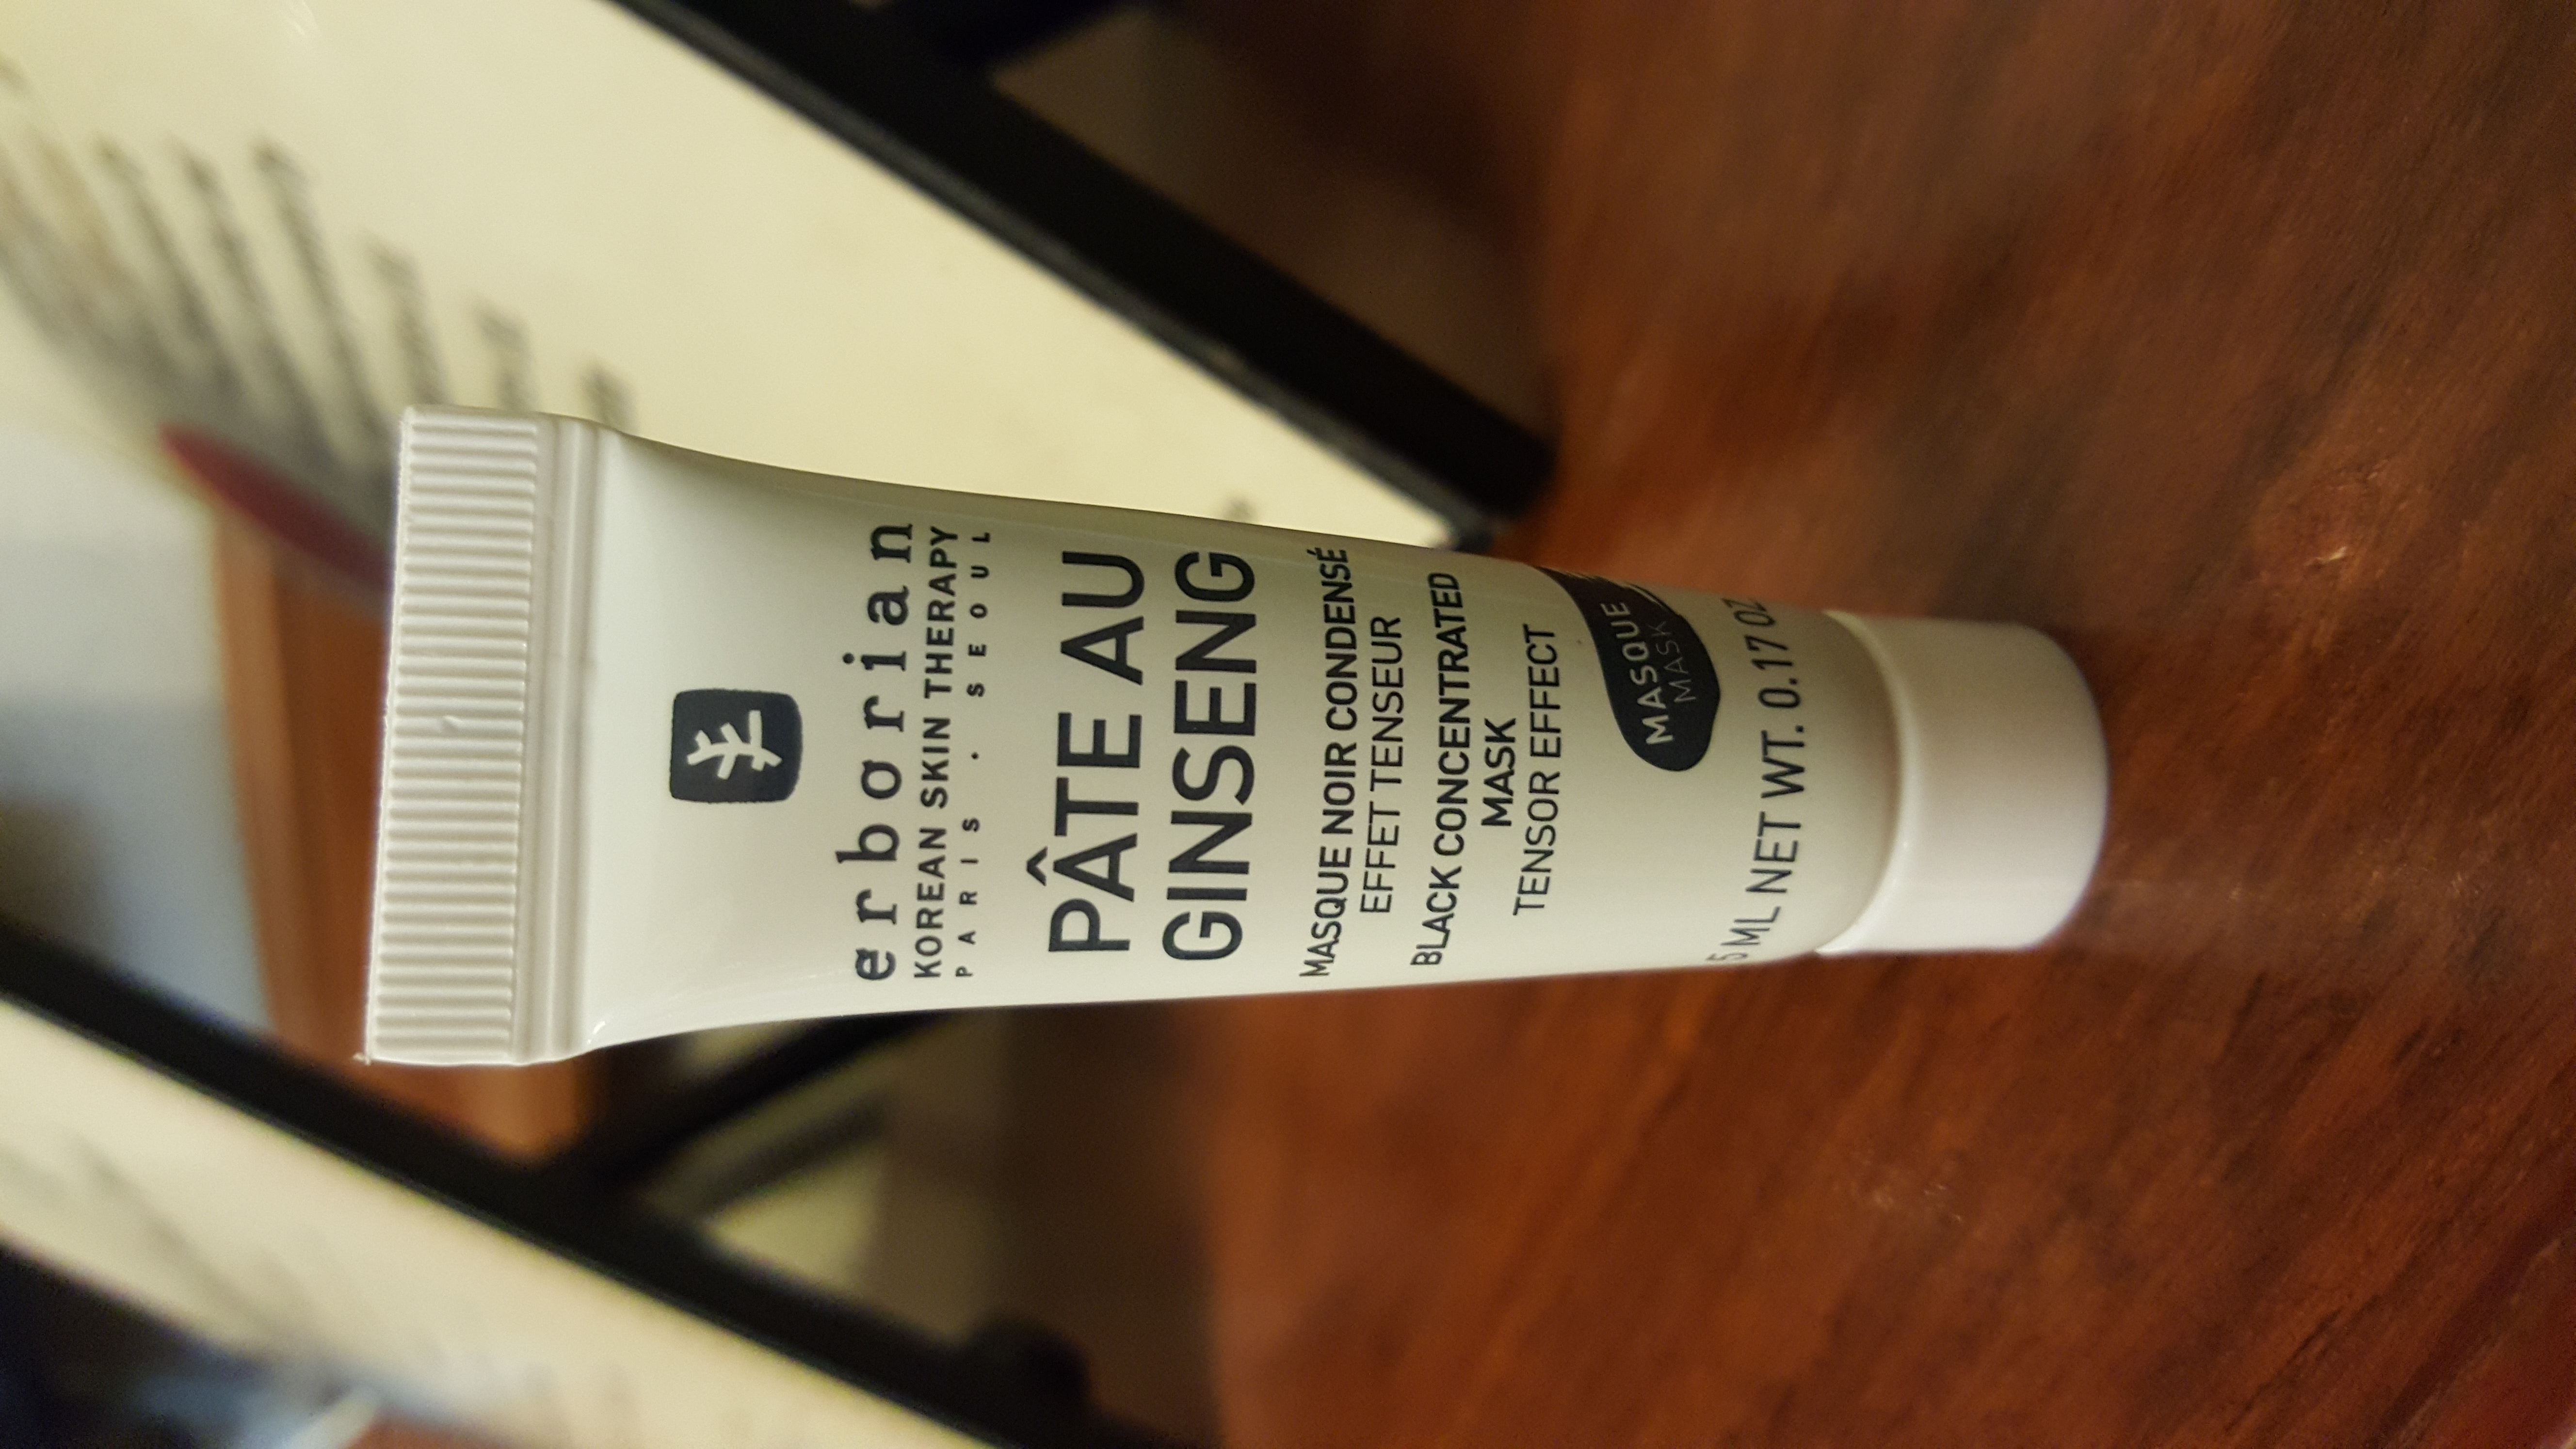 erborian
KOREAN SKIN THERAPY
PARIS . SEOUL
PÂTE AU
GINSENG
MASQUE NOIR CONDENSÉ
EFFET TENSEUR
BLACK CONCENTRATED
MASK
TENSOR EFFECT
MASQUE
MASK
5 ML NET WT. 0.17 OZ